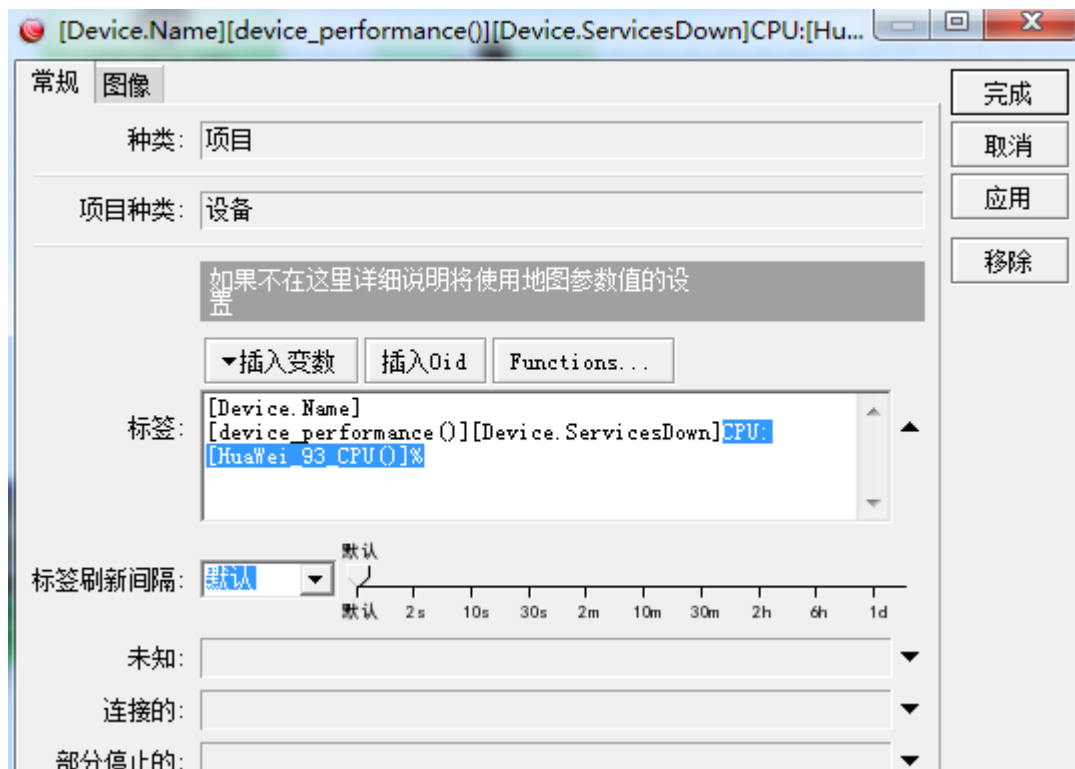 [Device.Name][device_performance()][Device.ServicesDown]CPU:[Hu...
常规 图像
完成
种类: 项目
取消
项目种类: 设备
应用
移除
如果不在这里详细说明将使用地图参数值的设
置
插入变数 插入Oid Functions...
标签:
[Device.Name]
[device_performance()][Device.ServicesDown]CPU:
[HuaWei_93_CPU()]%
默认
标签刷新间隔: 默认
默认 2s 10s 30s 2m 10m 30m 2h 6h 1d
未知:
连接的:
部分停止的: